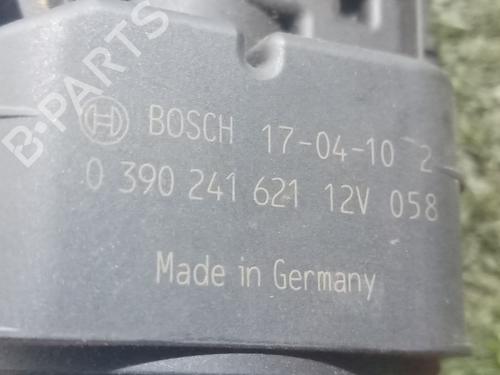 B-PARTS
BOSCH 17-04-10 2
0 390 241 621 12V 058
Made in Germany